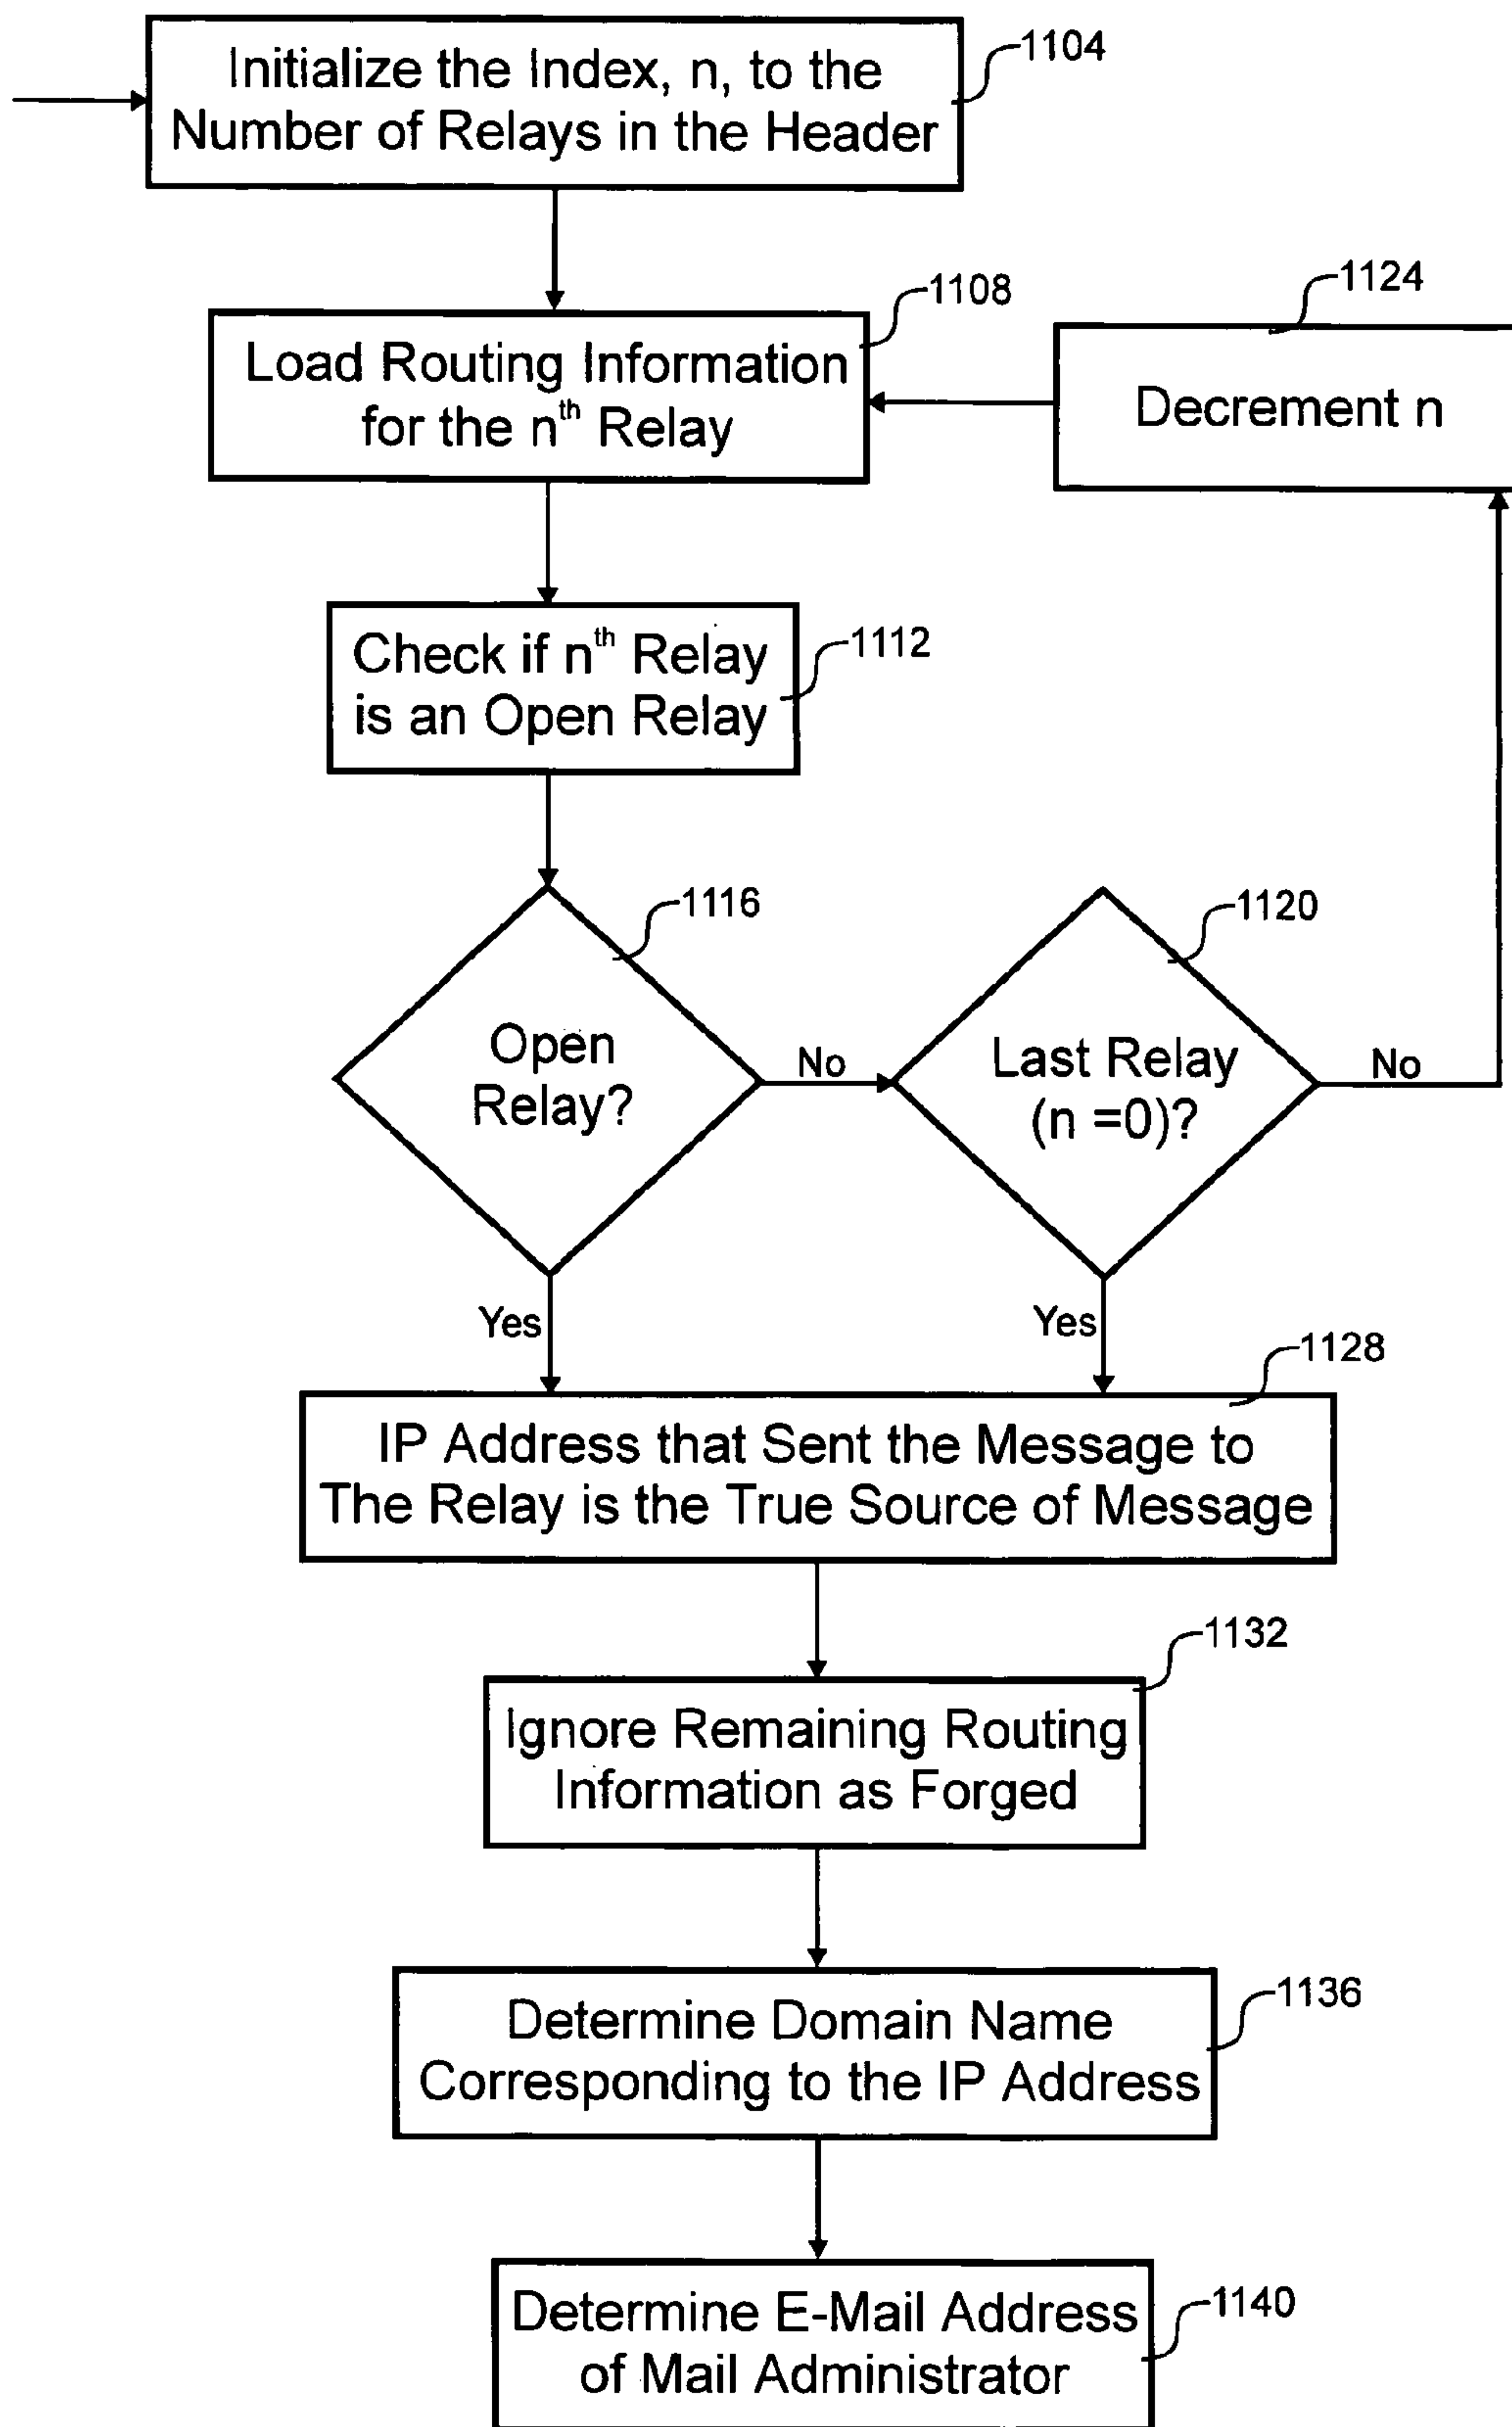 Initialize the Index, n, to the
Number of Relays in the Header
1104
1108
Load Routing Information
for the nth Relay
1124
Decrement n
Check if nth Relay
is an Open Relay
1112
1116
Open
Relay?
No
1120
Last Relay
(n =0)?
No
Yes
Yes
1128
IP Address that Sent the Message to
The Relay is the True Source of Message
1132
Ignore Remaining Routing
Information as Forged
1136
Determine Domain Name
Corresponding to the IP Address
1140
Determine E-Mail Address
of Mail Administrator